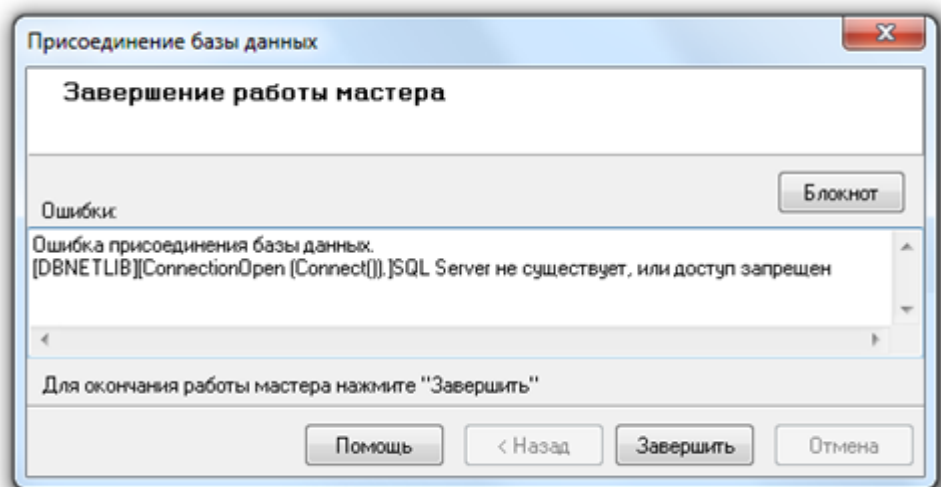 Присоединение базы данных
Завершение работы мастера
Блокнот
Ошибки:
Ошибка присоединения базы данных.
[DBNETLIB][ConnectionOpen (Connect()).]SQL Server не существует, или доступ запрещен
Для окончания работы мастера нажмите "Завершить"
Помощь
< Назад
Завершить
Отмена